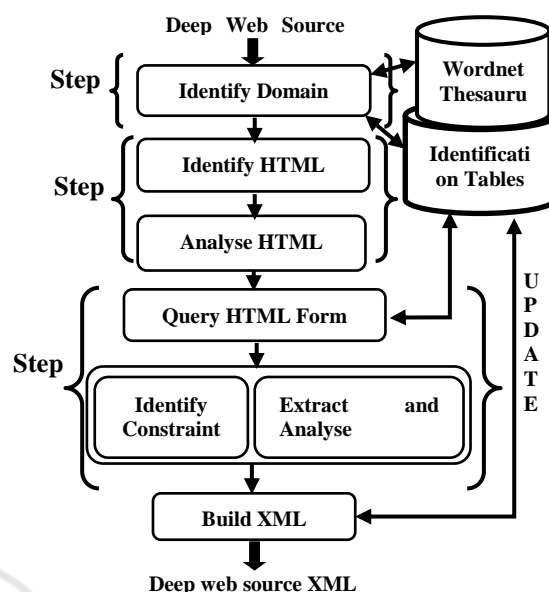 Deep Web Source
Step
Identify Domain
Wordnet
Thesauru
Identificati
on Tables
Step
Identify HTML
Analyse HTML
Query HTML Form
Step
Identify
Constraint
Extract and
Analyse
UPDATE
Build XML
Deep web source XML